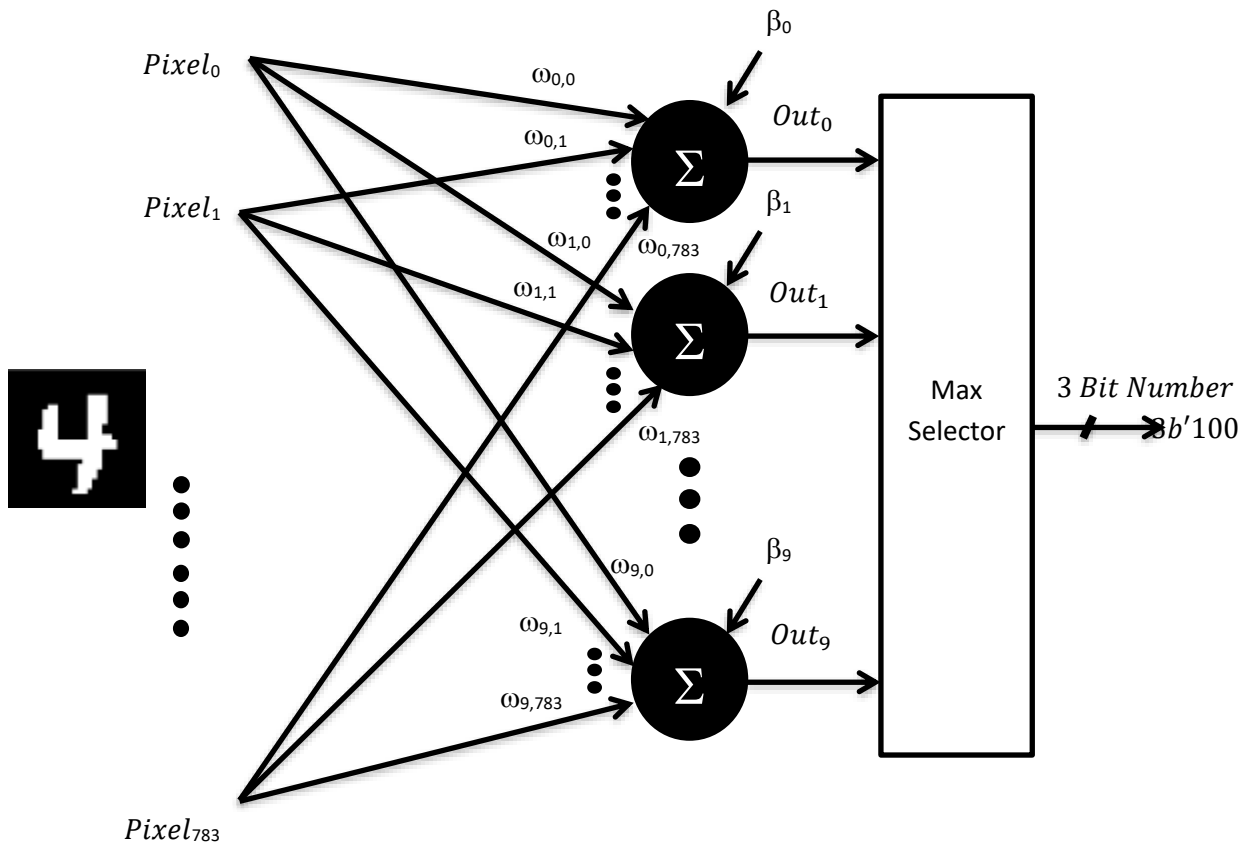 β₀
Pixel₀
ω₀,₀
Out₀
ω₀,₁
Σ
Pixel₁
β₁
ω₁,₀
ω₀,₇₈₃
ω₁,₁
Out₁
Σ
Max
Selector
3 Bit Number
3b′100
ω₁,₇₈₃
β₉
ω₉,₀
ω₉,₁
Out₉
Σ
ω₉,₇₈₃
Pixel₇₈₃
4